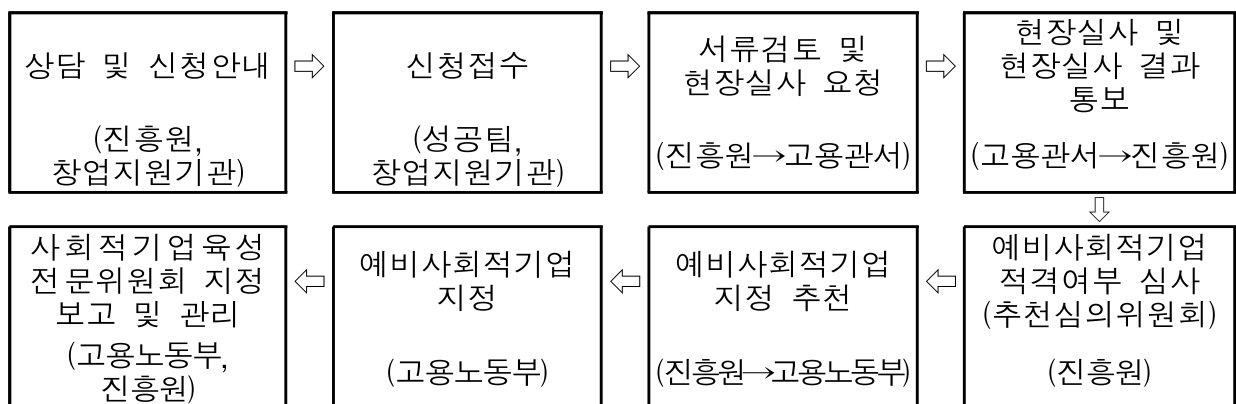 상담 및 신청안내
(진흥원,
창업지원기관)
신청접수
(성공팀,
창업지원기관)
서류검토 및
현장실사 요청
(진흥원→고용관서)
현장실사 및
현장실사 결과
통보
(고용관서→진흥원)
예비사회적기업
적격여부 심사
(추천심의위원회)
(진흥원)
예비사회적기업
지정 추천
(진흥원→고용노동부)
예비사회적기업
지정
(고용노동부)
사회적기업육성
전문위원회 지정
보고 및 관리
(고용노동부,
진흥원)